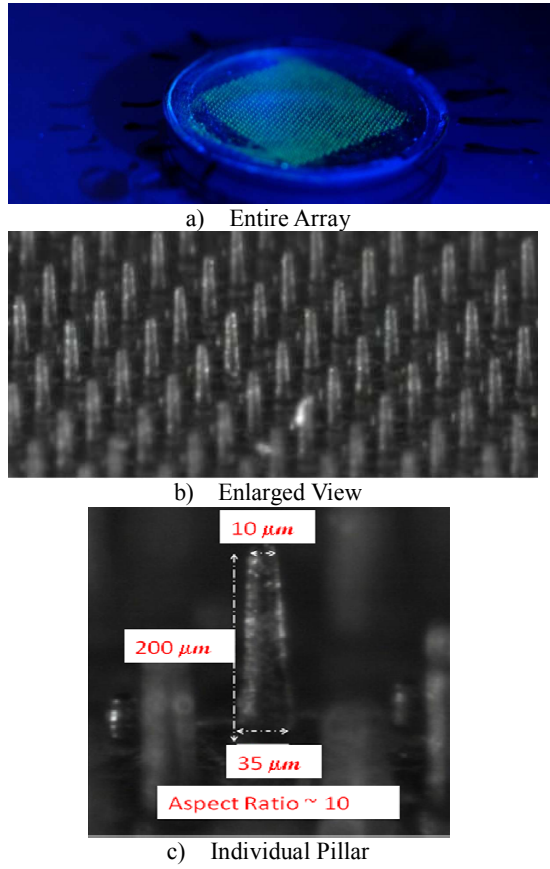 a) Entire Array
b) Enlarged View
10 μm
200 μm
35 μm
Aspect Ratio ~ 10
c) Individual Pillar